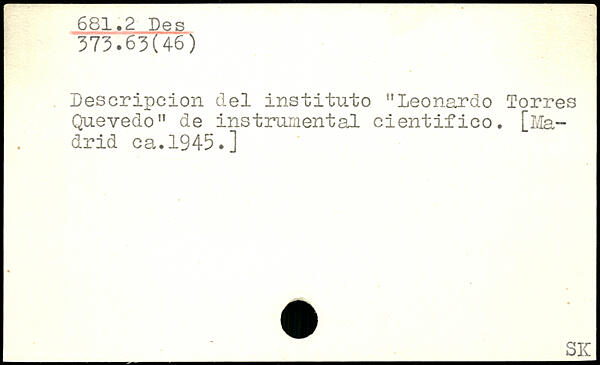 681.2 Des
373.63(46)
Descripcion del instituto "Leonardo Torres
Quevedo" de instrumental cientifico. [Ma-
drid ca.1945.]
SK